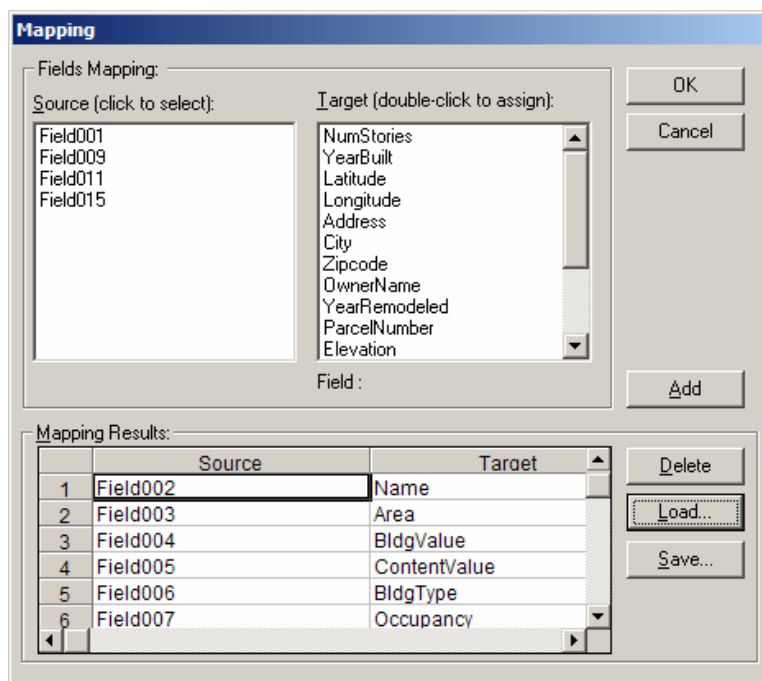 Mapping
Fields Mapping:
Source (click to select):
Target (double-click to assign):
OK
Cancel
Field001
Field009
Field011
Field015
NumStories
YearBuilt
Latitude
Longitude
Address
City
Zipcode
OwnerName
YearRemodeled
ParcelNumber
Elevation
Field :
Add
Mapping Results:
Source Target
1 Field002 Name
2 Field003 Area
3 Field004 BldgValue
4 Field005 ContentValue
5 Field006 BldgType
6 Field007 Occupancy
Delete
Load...
Save...